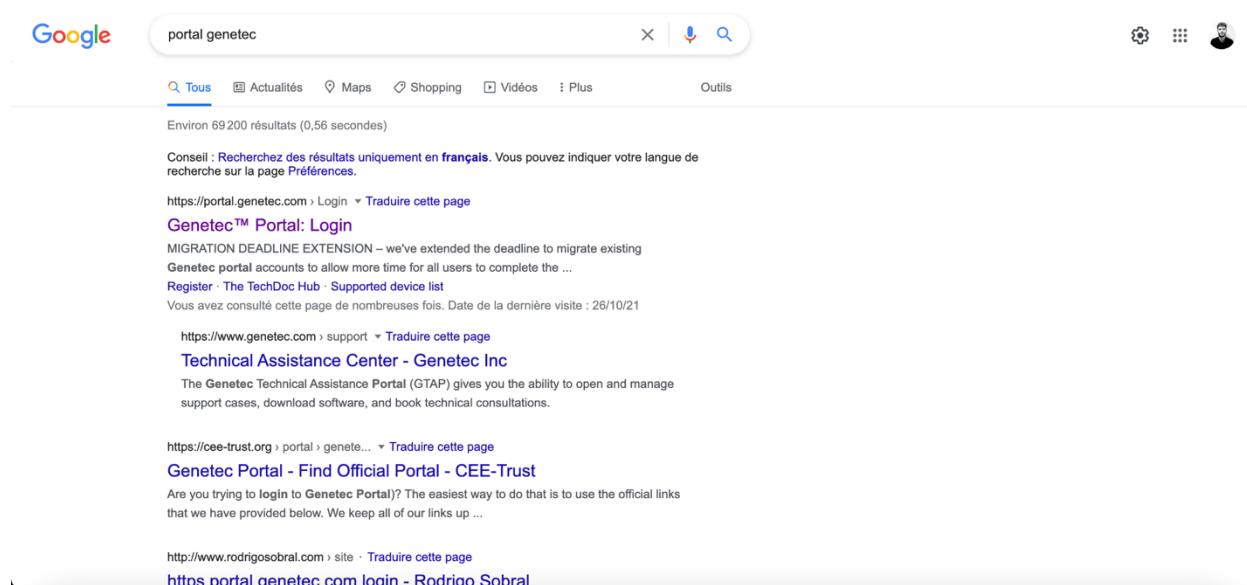 Google
portal genetec
Tous Actualités Maps Shopping Vidéos Plus Outils
Environ 69 200 résultats (0,56 secondes)
Conseil : Recherchez des résultats uniquement en français. Vous pouvez indiquer votre langue de
recherche sur la page Préférences.
https://portal.genetec.com › Login Traduire cette page
Genetec™ Portal: Login
MIGRATION DEADLINE EXTENSION – we've extended the deadline to migrate existing
Genetec portal accounts to allow more time for all users to complete the ...
Register · The TechDoc Hub · Supported device list
Vous avez consulté cette page de nombreuses fois. Date de la dernière visite : 26/10/21
https://www.genetec.com › support Traduire cette page
Technical Assistance Center - Genetec Inc
The Genetec Technical Assistance Portal (GTAP) gives you the ability to open and manage
support cases, download software, and book technical consultations.
https://cee-trust.org › portal › genete... Traduire cette page
Genetec Portal - Find Official Portal - CEE-Trust
Are you trying to login to Genetec Portal)? The easiest way to do that is to use the official links
that we have provided below. We keep all of our links up ...
http://www.rodrigosobral.com › site · Traduire cette page
https portal genetec com login - Rodrigo Sobral